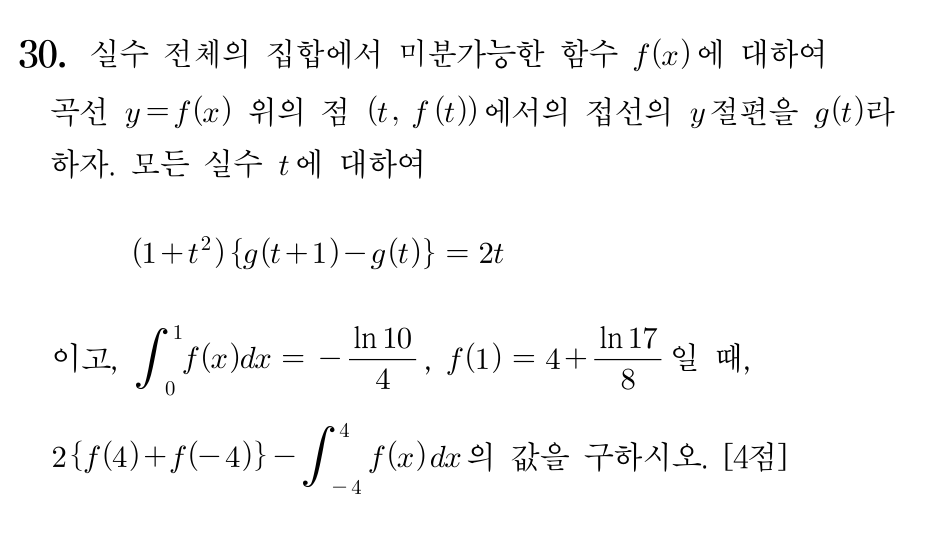 30. 실수 전체의 집합에서 미분가능한 함수 f(x)에 대하여
곡선 y=f(x) 위의 점 (t, f(t))에서의 접선의 y절편을 g(t)라
하자. 모든 실수 t에 대하여
(1+t²){g(t+1)-g(t)} = 2t
이고, ∫₀¹ f(x)dx = -\frac{ln 10}{4}, f(1) = 4+\frac{ln 17}{8}일 때,
2{f(4)+f(-4)}-∫₋₄⁴ f(x)dx의 값을 구하시오. [4점]